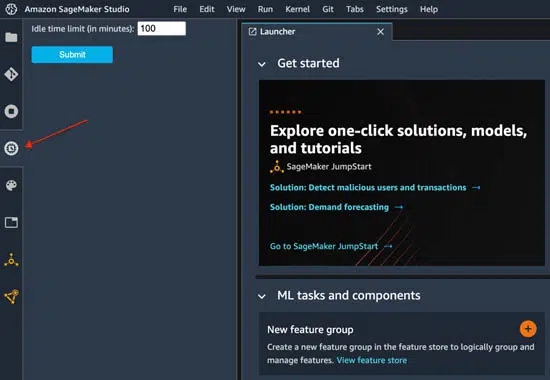 Amazon SageMaker Studio File Edit View Run Kernel Git Tabs Settings Help
Idle time limit (in minutes): 100
Submit
Launcher
Get started
Explore one-click solutions, models,
and tutorials
SageMaker JumpStart
Solution: Detect malicious users and transactions →
Solution: Demand forecasting →
Go to SageMaker JumpStart →
ML tasks and components
New feature group
Create a new feature group in the feature store to logically group and
manage features. View feature store